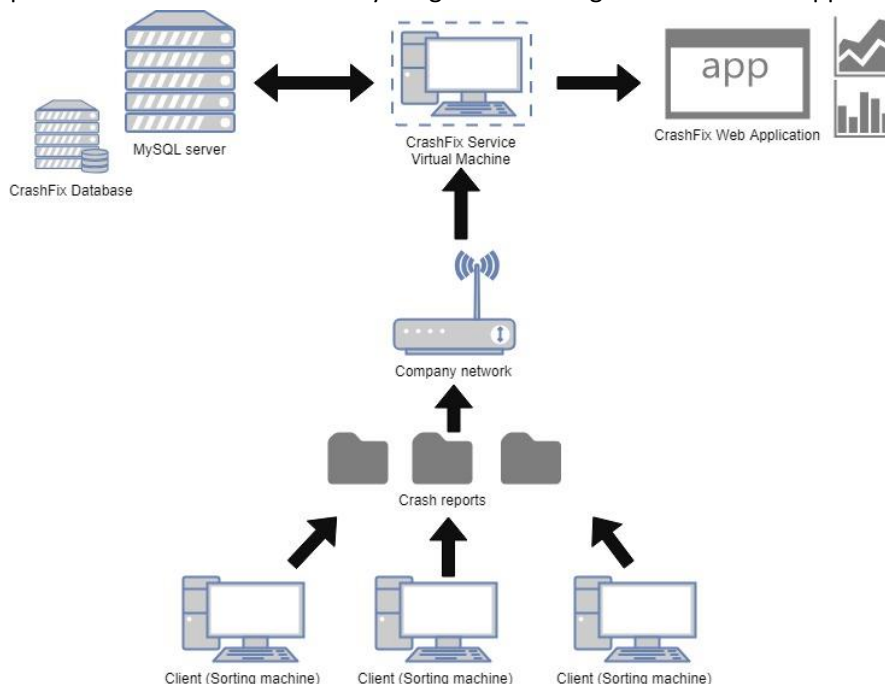 app
MySQL server
CrashFix Service
Virtual Machine
CrashFix Web Application
CrashFix Database
Company network
Crash reports
Client (Sorting machine)
Client (Sorting machine)
Client (Sorting machine)